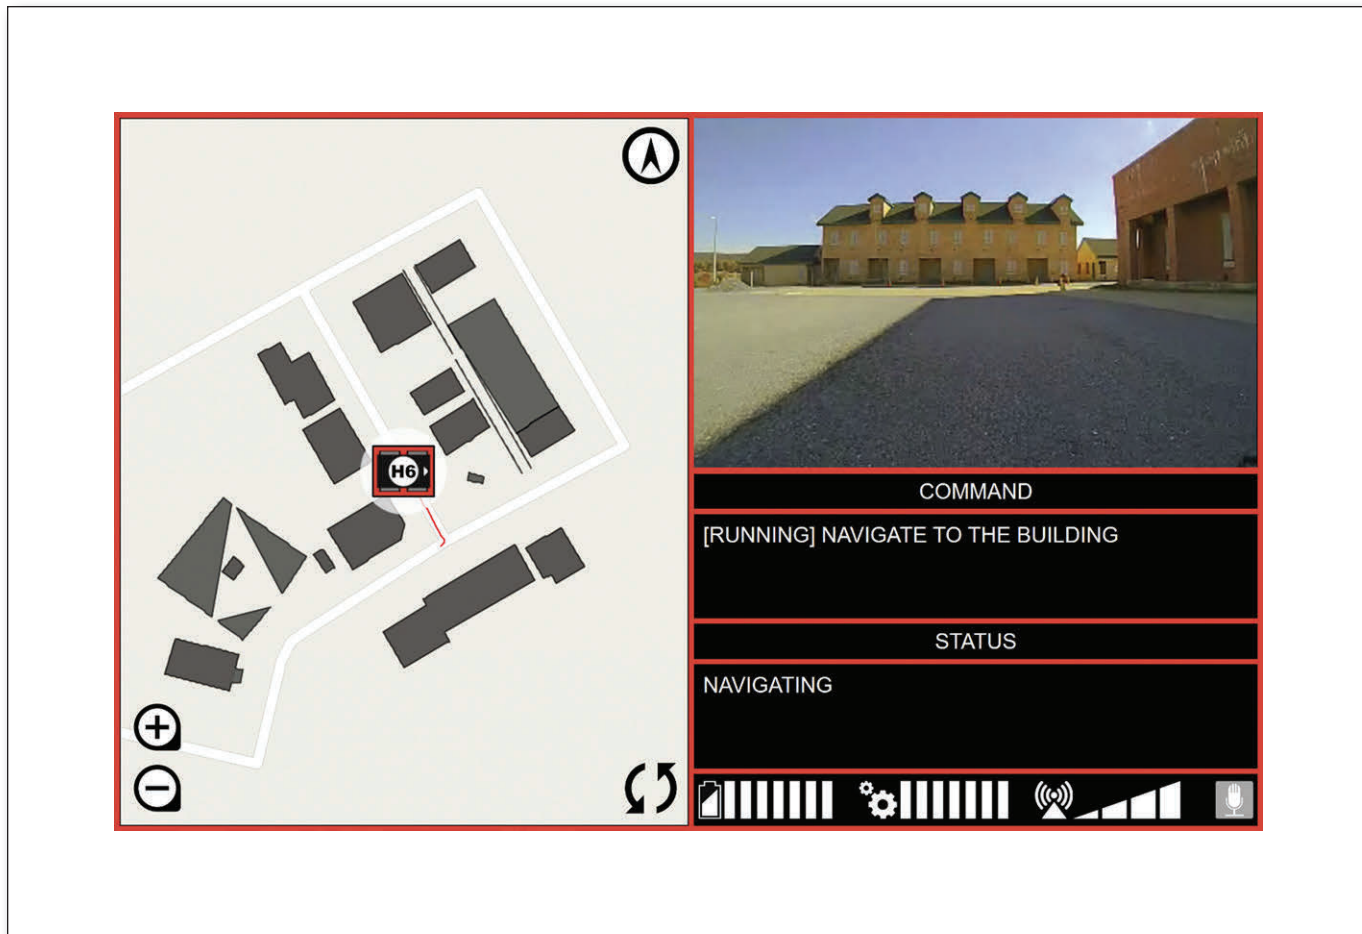 H6
COMMAND
[RUNNING] NAVIGATE TO THE BUILDING
STATUS
NAVIGATING